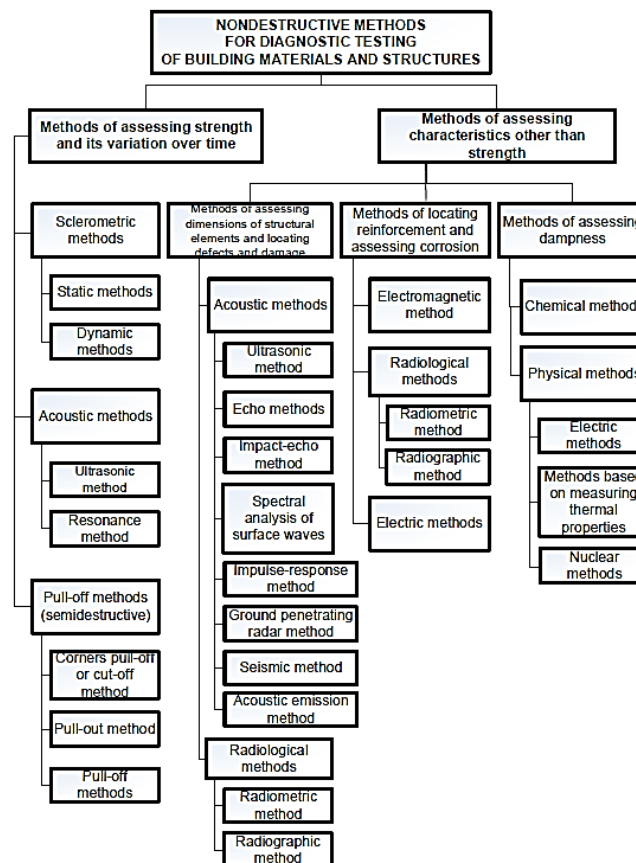 NONDESTRUCTIVE METHODS
FOR DIAGNOSTIC TESTING
OF BUILDING MATERIALS AND STRUCTURES
Methods of assessing strength
and its variation over time
Methods of assessing
characteristics other than
strength
Sclerometric
methods
Static methods
Dynamic
methods
Acoustic methods
Ultrasonic
method
Resonance
method
Pull-off methods
(semidestructive)
Corners pull-off
or cut-off
method
Pull-out method
Pull-off
methods
Methods of assessing
dimensions of structural
elements and locating
defects and damage
Acoustic methods
Ultrasonic
method
Echo methods
Impact-echo
method
Spectral
analysis of
surface waves
Impulse-response
method
Ground penetrating
radar method
Seismic method
Acoustic emission
method
Radiological
methods
Radiometric
method
Radiographic
method
Methods of locating
reinforcement and
assessing corrosion
Electromagnetic
method
Radiological
methods
Radiometric
method
Radiographic
method
Electric methods
Methods of assessing
dampness
Chemical methods
Physical methods
Electric
methods
Methods based
on measuring
thermal
properties
Nuclear
methods